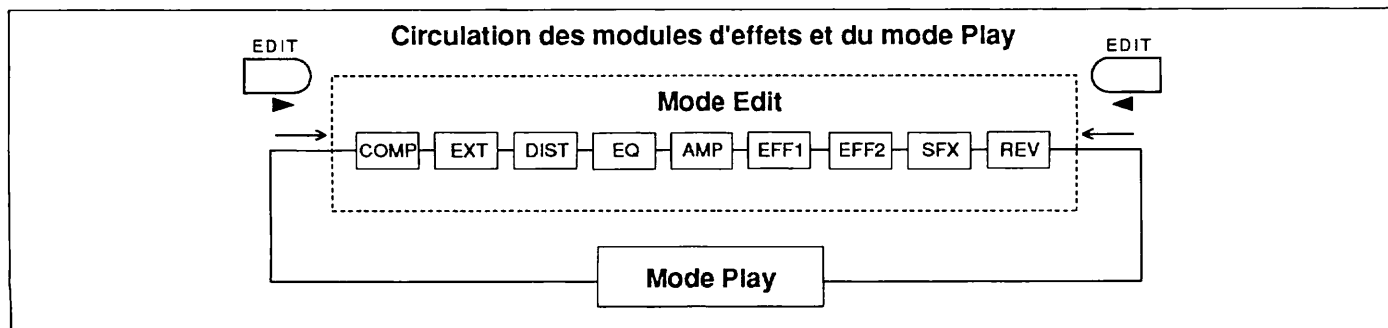 Circulation des modules d'effets et du mode Play
EDIT
EDIT
Mode Edit
COMP EXT DIST EQ AMP EFF1 EFF2 SFX REV
Mode Play